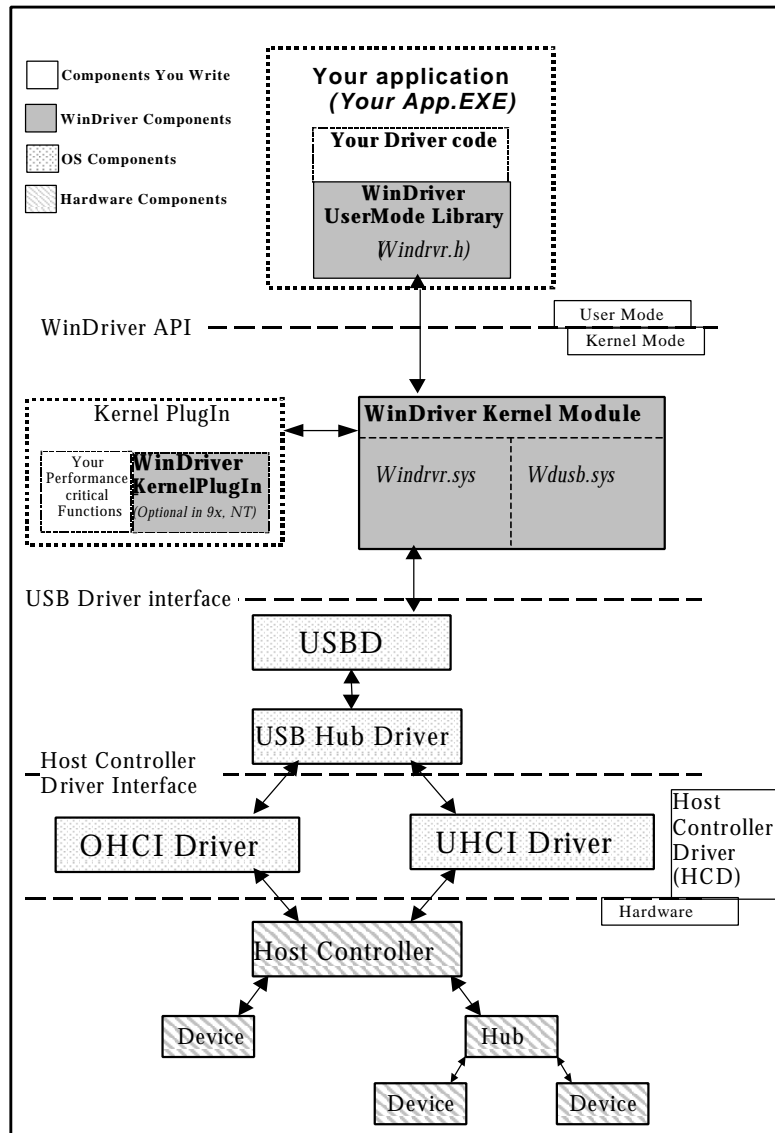 Components You Write
WinDriver Components
OS Components
Hardware Components
Your application
(Your App.EXE)
Your Driver code
WinDriver
UserMode Library
(Windrvr.h)
WinDriver API
User Mode
Kernel Mode
Kernel PlugIn
Your
Performance
critical
Functions
WinDriver
KernelPlugIn
(Optional in 9x, NT)
WinDriver Kernel Module
Windrvr.sys
Wdusb.sys
USB Driver interface
USBD
USB Hub Driver
Host Controller
Driver Interface
OHCI Driver
UHCI Driver
Host
Controller
Driver
(HCD)
Hardware
Host Controller
Device
Hub
Device
Device